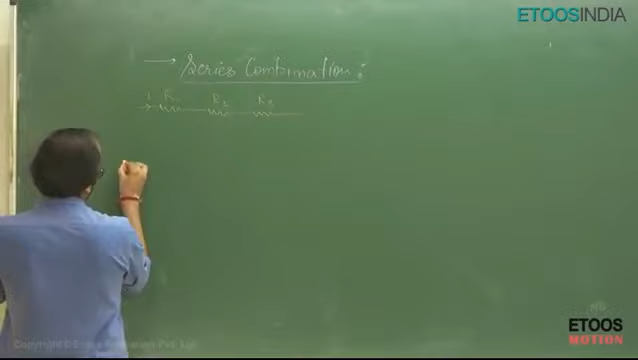 ETOOSINDIA
→ Series Combination :
i R₁ R₂ R₃
ETOOS
MOTION